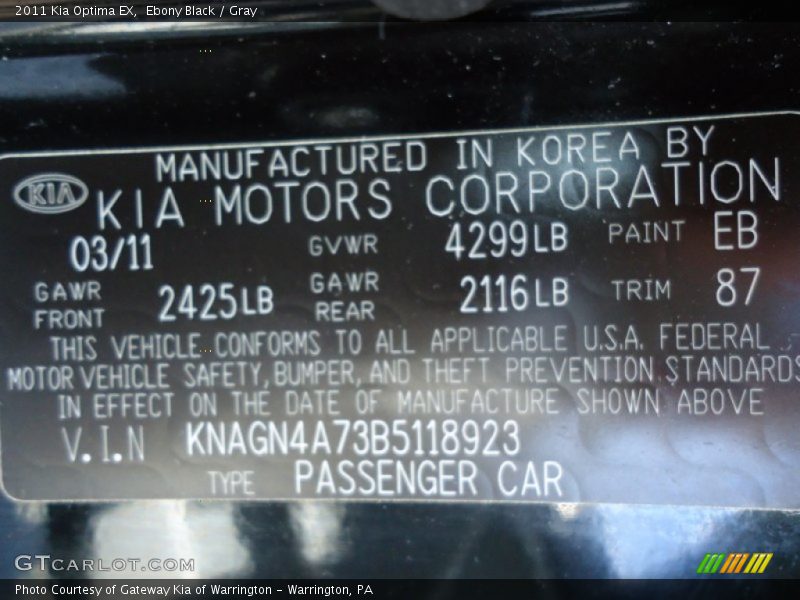 2011 Kia Optima EX, Ebony Black / Gray
MANUFACTURED IN KOREA BY
KIA KIA MOTORS CORPORATION
03/11 GVWR 4299LB PAINT EB
GAWR FRONT 2425LB GAWR REAR 2116LB TRIM 87
THIS VEHICLE CONFORMS TO ALL APPLICABLE U.S.A. FEDERAL
MOTOR VEHICLE SAFETY, BUMPER, AND THEFT PREVENTION STANDARDS
IN EFFECT ON THE DATE OF MANUFACTURE SHOWN ABOVE
V.I.N KNAGN4A73B5118923
TYPE PASSENGER CAR
GTCARLOT.COM
Photo Courtesy of Gateway Kia of Warrington - Warrington, PA